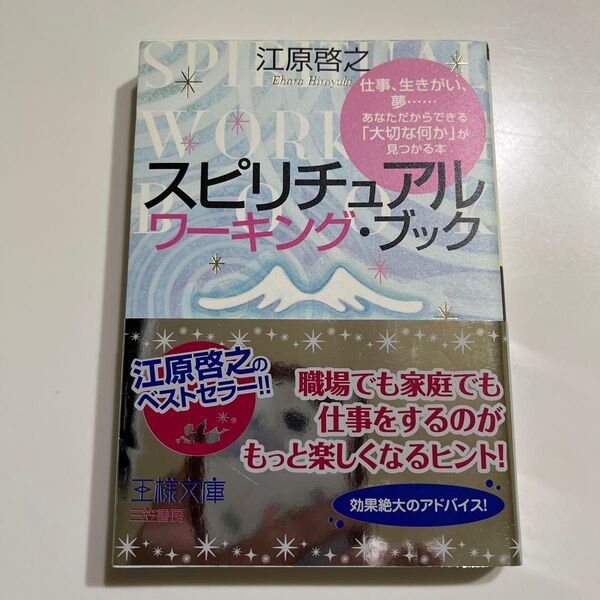 SPIRITUAL
江原啓之
Ehara Hiroyuki
仕事、生きがい、
夢……
あなただからできる
「大切な何か」が
見つかる本
WORKING
スピリチュアル
BOOK
ワーキング・ブック
江原啓之の
ベストセラー!!
職場でも家庭でも
仕事をするのが
もっと楽しくなるヒント!
王様文庫
三笠書房
効果絶大のアドバイス!